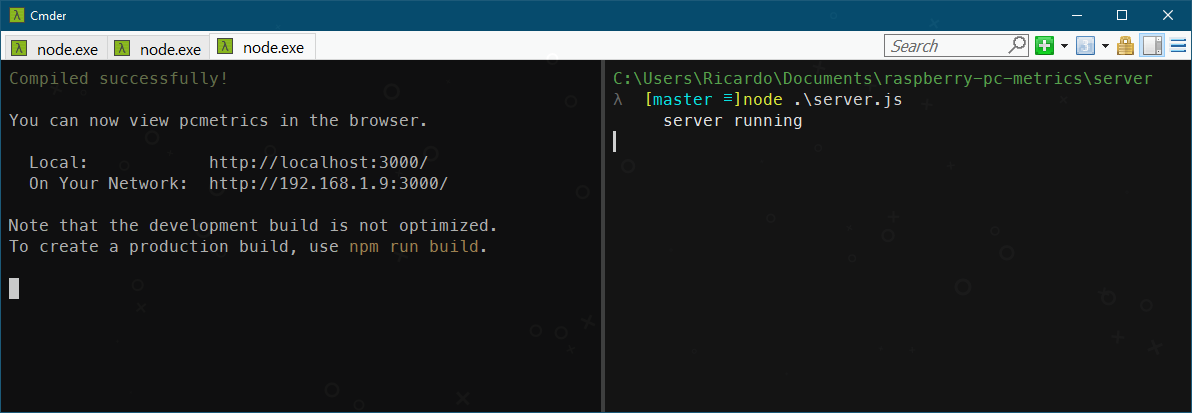 Cmder
node.exe
node.exe
node.exe
Search
Compiled successfully!
You can now view pcmetrics in the browser.
Local: http://localhost:3000/
On Your Network: http://192.168.1.9:3000/
Note that the development build is not optimized.
To create a production build, use npm run build.
C:\Users\Ricardo\Documents\raspberry-pc-metrics\server
λ [master ≡]node .\server.js
server running